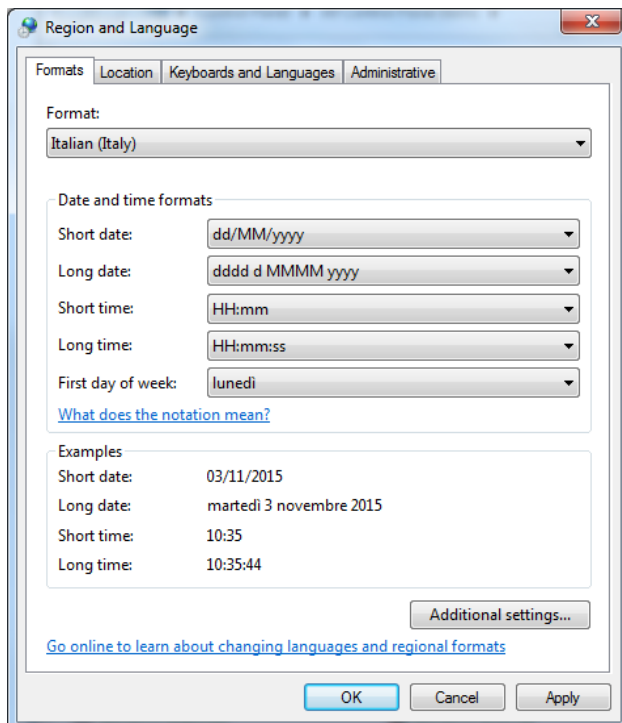 Region and Language
Formats Location Keyboards and Languages Administrative
Format:
Italian (Italy)
Date and time formats
Short date: dd/MM/yyyy
Long date: dddd d MMMM yyyy
Short time: HH:mm
Long time: HH:mm:ss
First day of week: lunedì
What does the notation mean?
Examples
Short date: 03/11/2015
Long date: martedì 3 novembre 2015
Short time: 10:35
Long time: 10:35:44
Additional settings...
Go online to learn about changing languages and regional formats
OK Cancel Apply